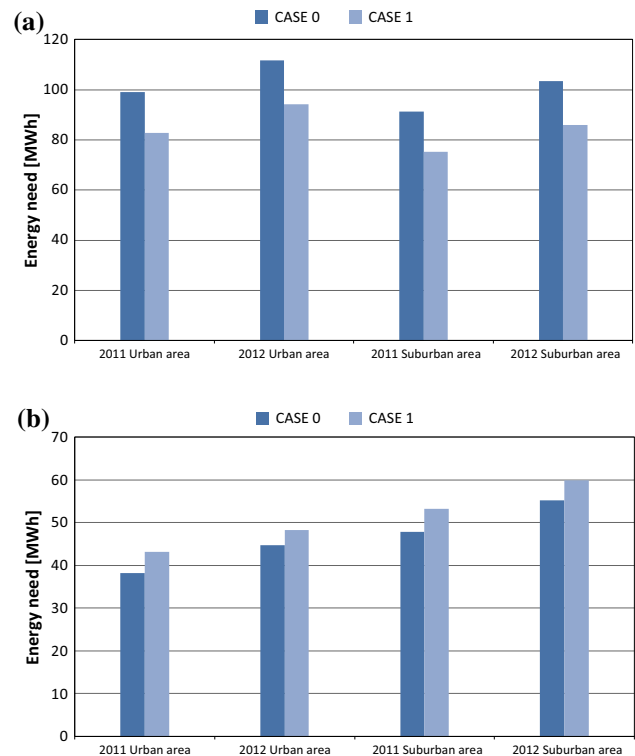 (a)
CASE 0 CASE 1
Energy need [MWh]
120
100
80
60
40
20
0
2011 Urban area 2012 Urban area 2011 Suburban area 2012 Suburban area
(b)
CASE 0 CASE 1
Energy need [MWh]
70
60
50
40
30
20
10
0
2011 Urban area 2012 Urban area 2011 Suburban area 2012 Suburban area